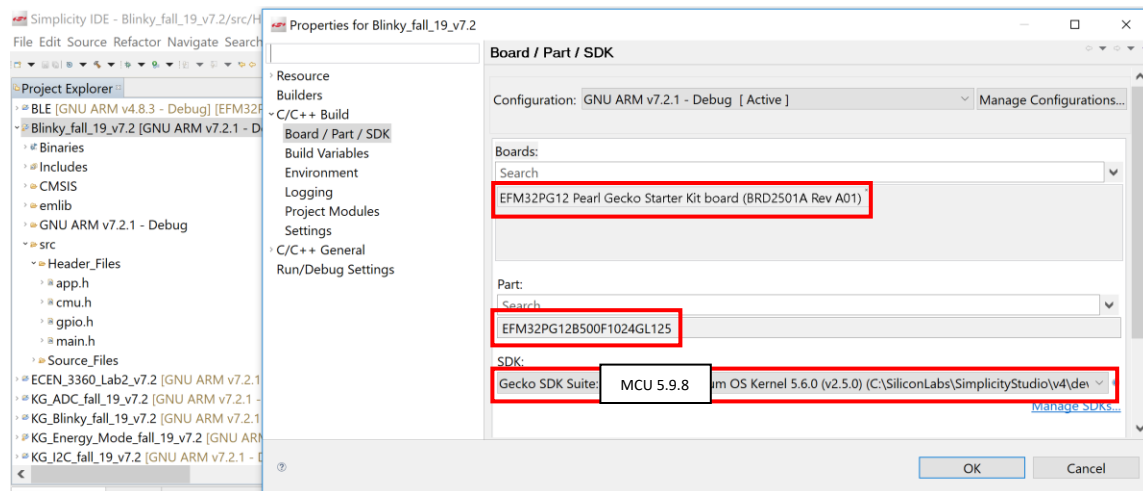 Simplicity IDE - Blinky_fall_19_v7.2/src/H
File Edit Source Refactor Navigate Search
Project Explorer
BLE [GNU ARM v4.8.3 - Debug] [EFM32P
Blinky_fall_19_v7.2 [GNU ARM v7.2.1 - D
Binaries
Includes
CMSIS
emlib
GNU ARM v7.2.1 - Debug
src
Header_Files
app.h
cmu.h
gpio.h
main.h
Source_Files
ECEN_3360_Lab2_v7.2 [GNU ARM v7.2.1
KG_ADC_fall_19_v7.2 [GNU ARM v7.2.1 -
KG_Blinky_fall_19_v7.2 [GNU ARM v7.2.1
KG_Energy_Mode_fall_19_v7.2 [GNU ARM
KG_I2C_fall_19_v7.2 [GNU ARM v7.2.1 - D
Properties for Blinky_fall_19_v7.2
Resource
Builders
C/C++ Build
Board / Part / SDK
Build Variables
Environment
Logging
Project Modules
Settings
C/C++ General
Run/Debug Settings
Board / Part / SDK
Configuration: GNU ARM v7.2.1 - Debug [ Active ] Manage Configurations...
Boards:
Search
EFM32PG12 Pearl Gecko Starter Kit board (BRD2501A Rev A01)
Part:
Search
EFM32PG12B500F1024GL125
SDK:
Gecko SDK Suite: MCU 5.9.8 um OS Kernel 5.6.0 (v2.5.0) (C:\SiliconLabs\SimplicityStudio\v4\dev
Manage SDKs...
OK Cancel